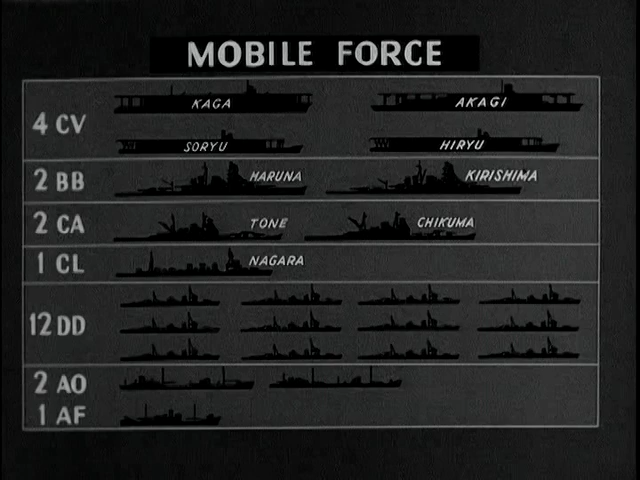 MOBILE FORCE
4 CV
KAGA AKAGI
SORYU HIRYU
2 BB HARUNA KIRISHIMA
2 CA TONE CHIKUMA
1 CL NAGARA
12 DD
2 AO
1 AF